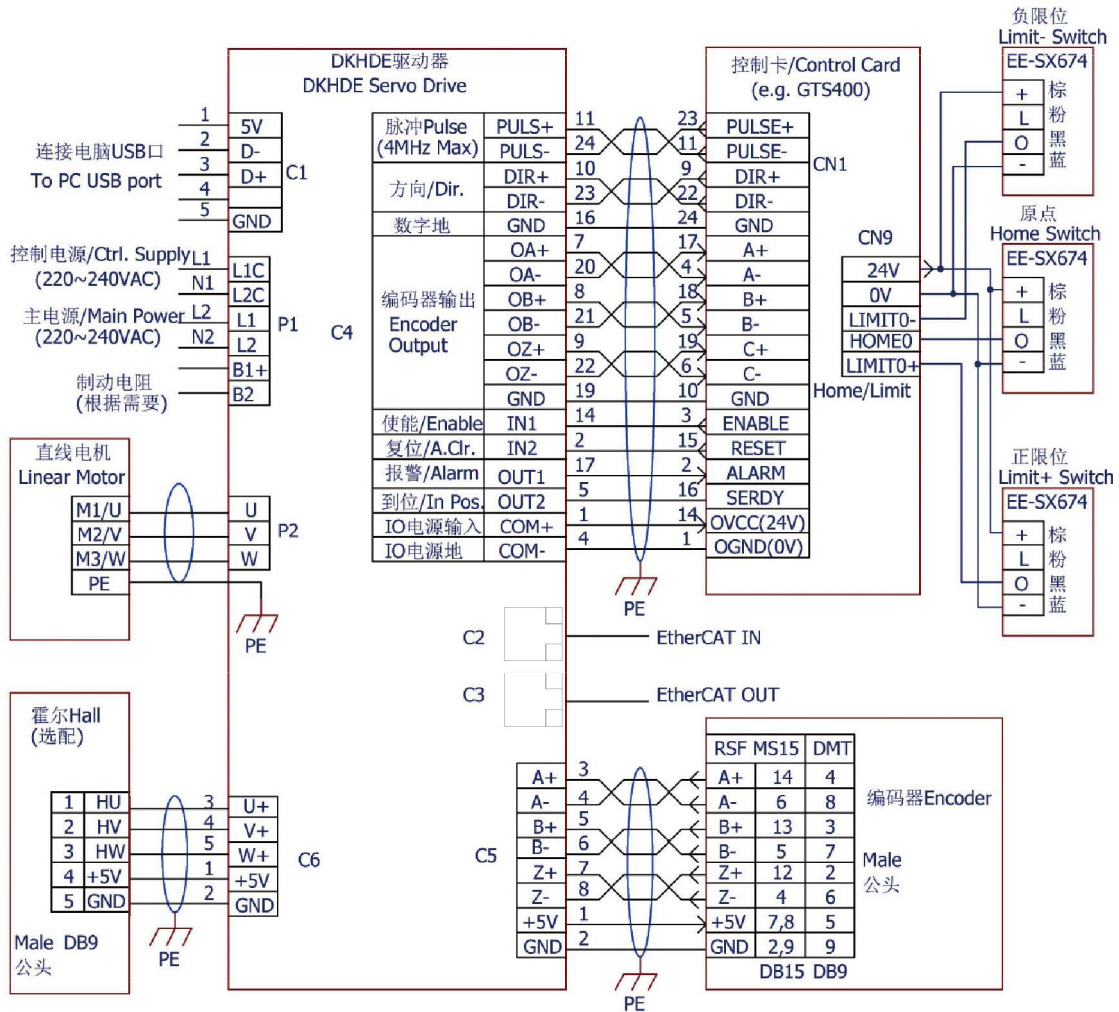 负限位
Limit- Switch
EE-SX674
+ 棕
L 粉
O 黑
- 蓝
DKHDE驱动器
DKHDE Servo Drive
控制卡/Control Card
(e.g. GTS400)
1 5V
2 D-
3 D+
4
5 GND
C1
连接电脑USB口
To PC USB port
脉冲Pulse
(4MHz Max)
PULS+ 11 23 PULSE+
PULS- 24 11 PULSE-
CN1
方向/Dir.
DIR+ 10 9 DIR+
DIR- 23 22 DIR-
数字地 GND 16 24 GND
C4
编码器输出
Encoder
Output
OA+ 7 17 A+
OA- 20 4 A-
OB+ 8 18 B+
OB- 21 5 B-
OZ+ 9 19 C+
OZ- 22 6 C-
GND 19 10 GND
使能/Enable IN1 14 3 ENABLE
复位/A.Clr. IN2 2 15 RESET
报警/Alarm OUT1 17 2 ALARM
到位/In Pos. OUT2 5 16 SERDY
IO电源输入 COM+ 1 14 OVCC(24V)
IO电源地 COM- 4 1 OGND(0V)
PE
CN9
24V
0V
LIMIT0-
HOME0
LIMIT0+
Home/Limit
原点
Home Switch
EE-SX674
+ 棕
L 粉
O 黑
- 蓝
正限位
Limit+ Switch
EE-SX674
+ 棕
L 粉
O 黑
- 蓝
控制电源/Ctrl. Supply
(220~240VAC)
L1 L1C
N1 L2C
主电源/Main Power
(220~240VAC)
L2 L1
N2 L2
B1+
B2
P1
制动电阻
(根据需要)
直线电机
Linear Motor
M1/U U
M2/V V
M3/W W
PE
P2
PE
C2 EtherCAT IN
C3 EtherCAT OUT
霍尔Hall
(选配)
1 HU 3 U+
2 HV 4 V+
3 HW 5 W+
4 +5V 1 +5V
5 GND 2 GND
C6
Male DB9
公头
PE
C5
RSF MS15 DMT
A+ 3 A+ 14 4
A- 4 A- 6 8
B+ 5 B+ 13 3
B- 6 B- 5 7
Z+ 7 Z+ 12 2
Z- 8 Z- 4 6
+5V 1 +5V 7,8 5
GND 2 GND 2,9 9
DB15 DB9
编码器Encoder
Male
公头
PE